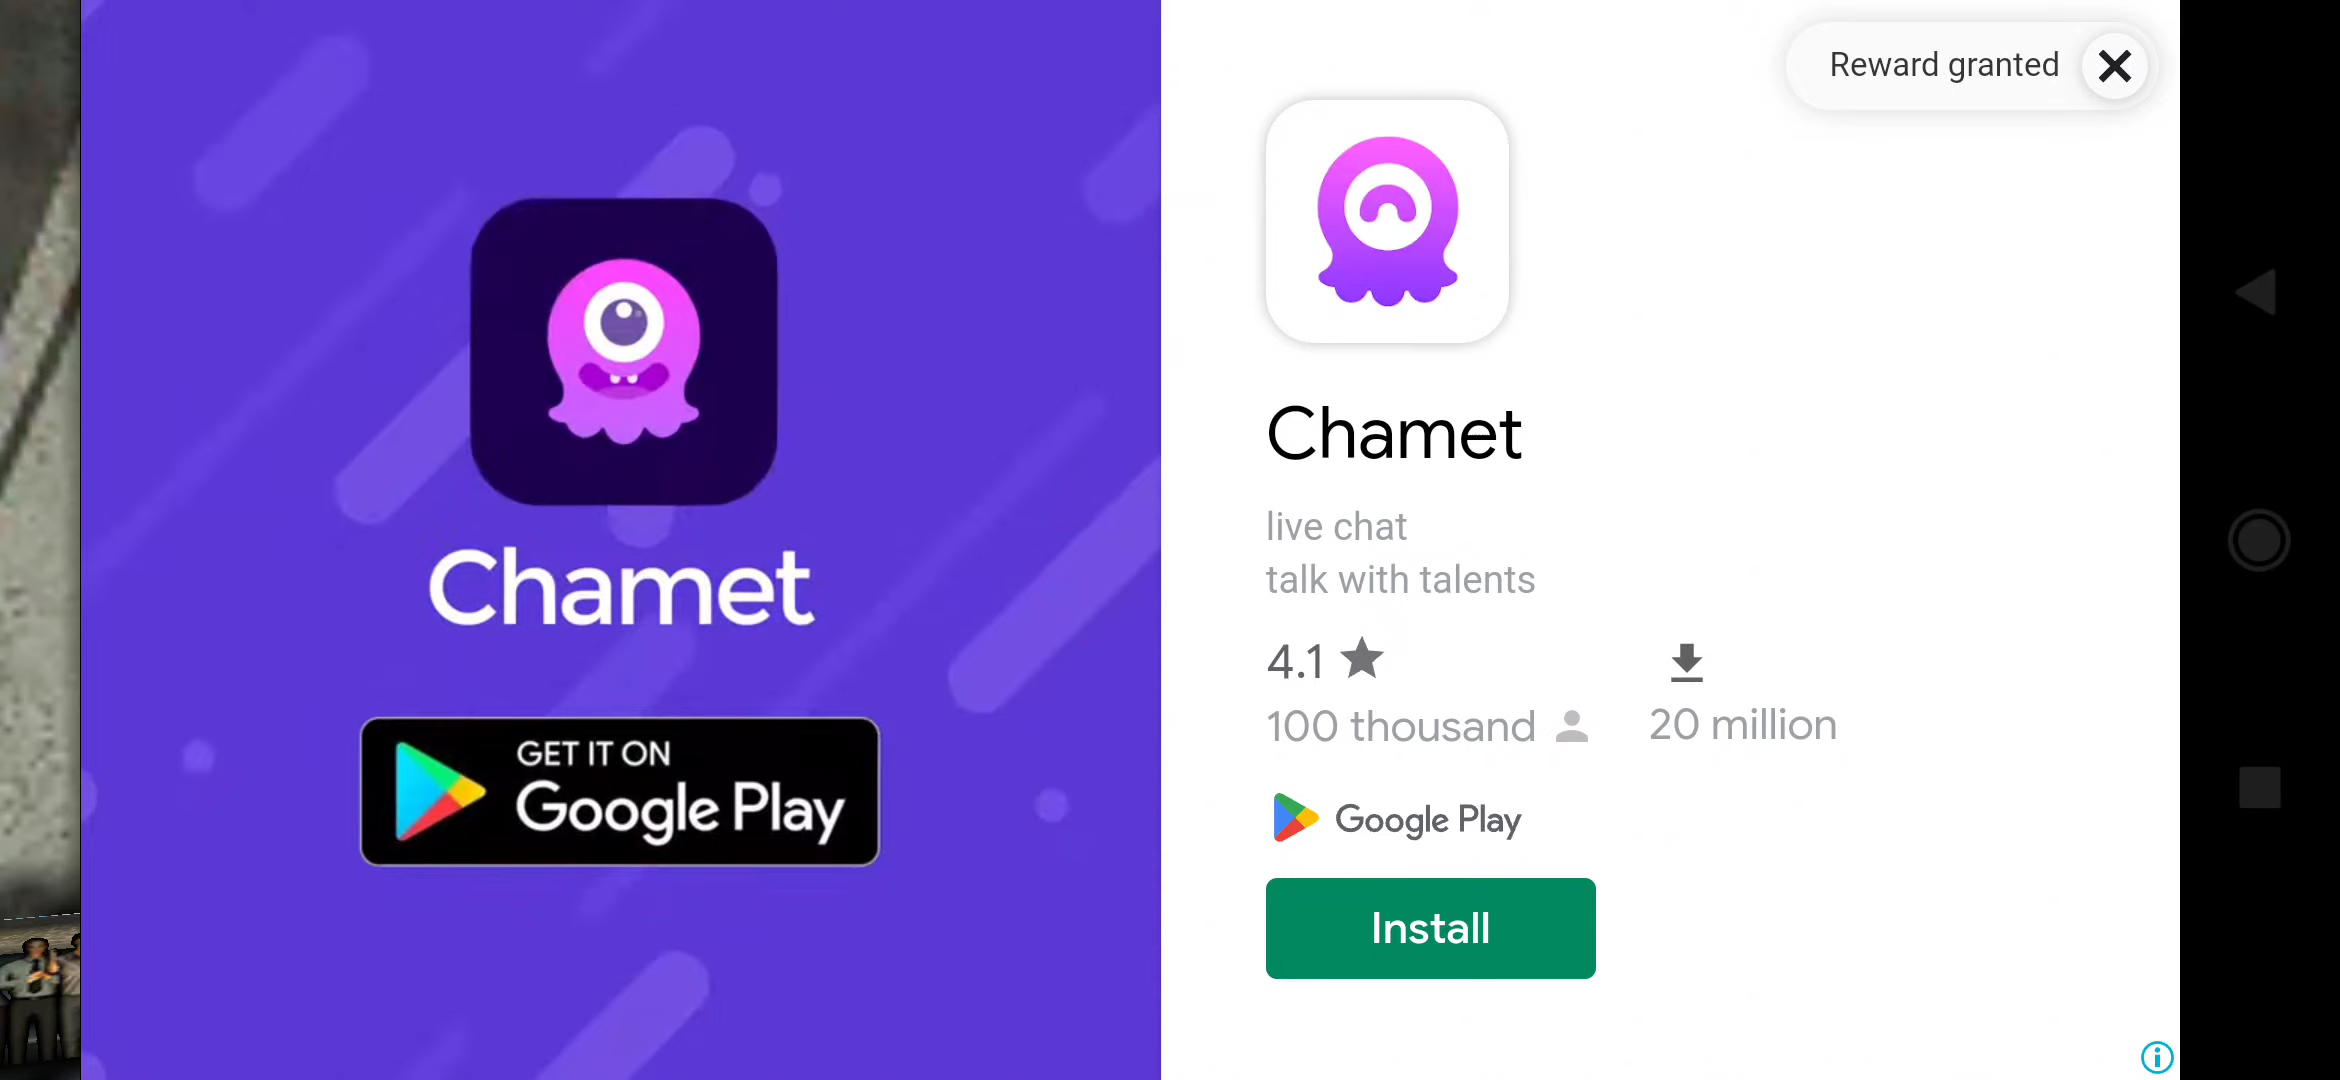 Chamet
GET IT ON
Google Play
Reward granted
Chamet
live chat
talk with talents
4.1
100 thousand
20 million
Google Play
Install